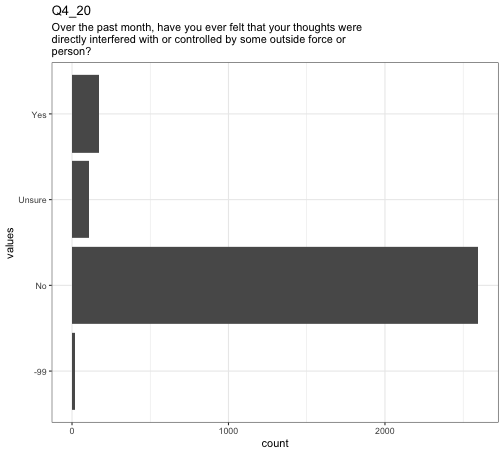 Q4_20
Over the past month, have you ever felt that your thoughts were
directly interfered with or controlled by some outside force or
person?
Yes
Unsure
No
-99
values
0
1000
2000
count